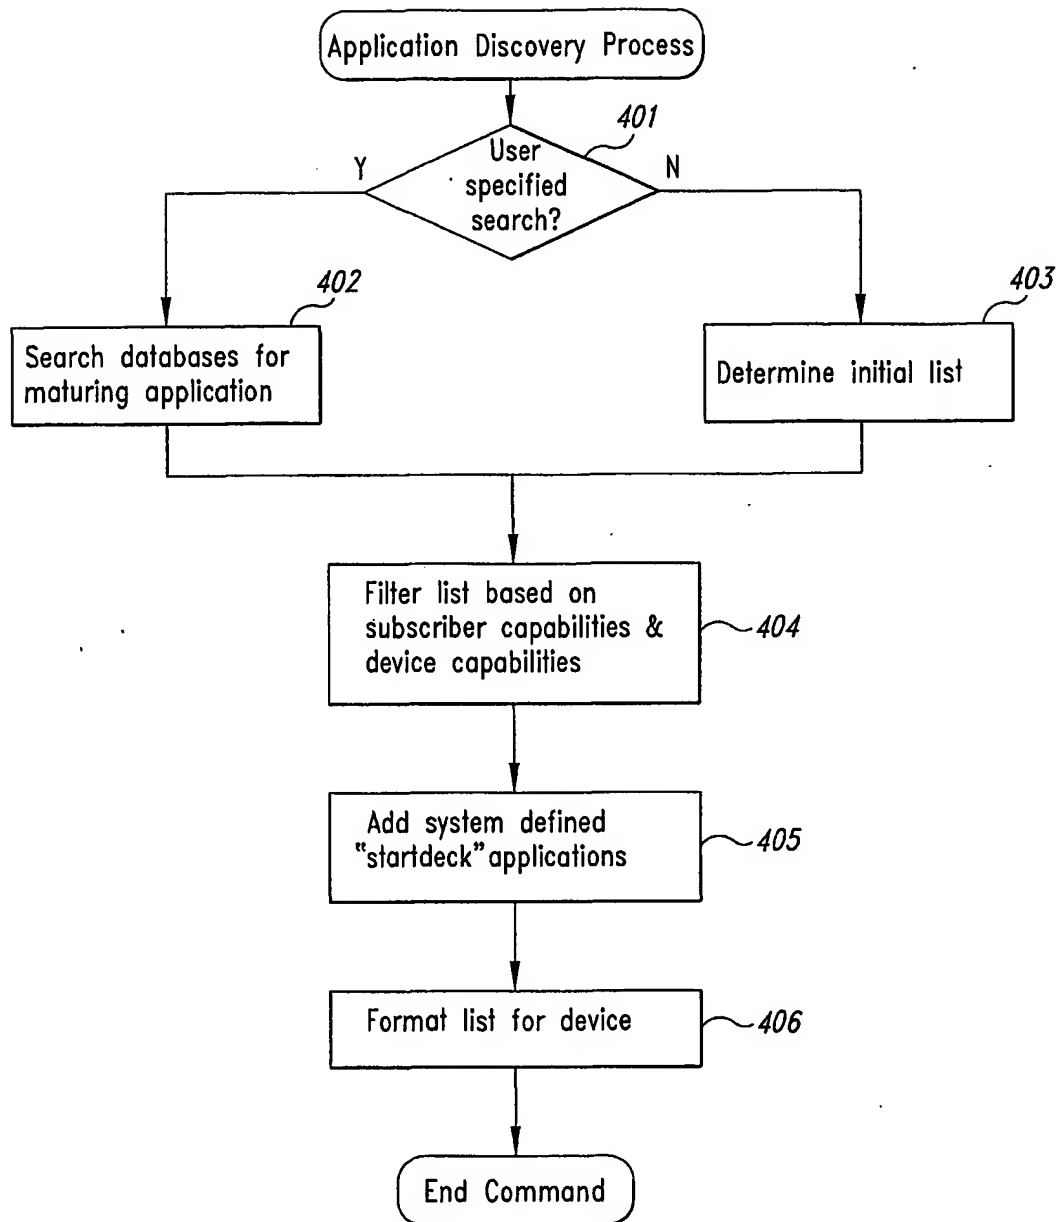 Application Discovery Process
401
User
specified
search?
Y
N
402
403
Search databases for
maturing application
Determine initial list
Filter list based on
subscriber capabilities &
device capabilities
404
Add system defined
"startdeck" applications
405
Format list for device
406
End Command